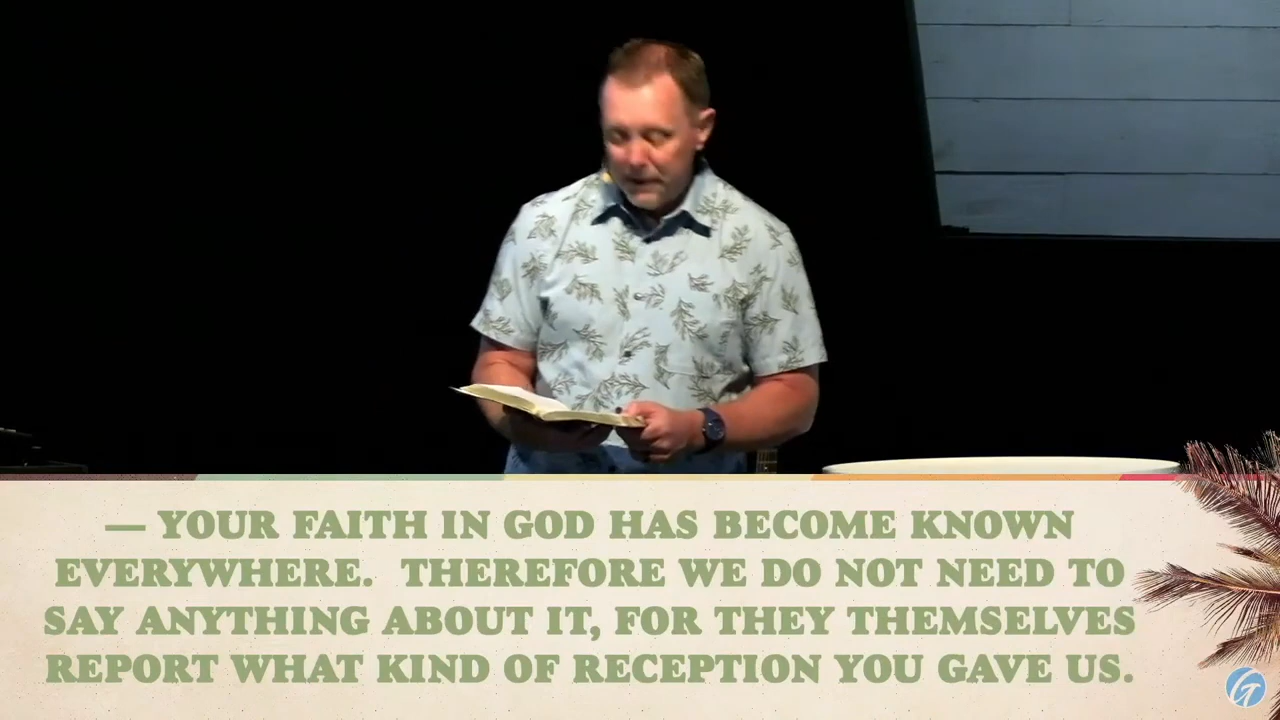 — YOUR FAITH IN GOD HAS BECOME KNOWN
EVERYWHERE.  THEREFORE WE DO NOT NEED TO
SAY ANYTHING ABOUT IT, FOR THEY THEMSELVES
REPORT WHAT KIND OF RECEPTION YOU GAVE US.